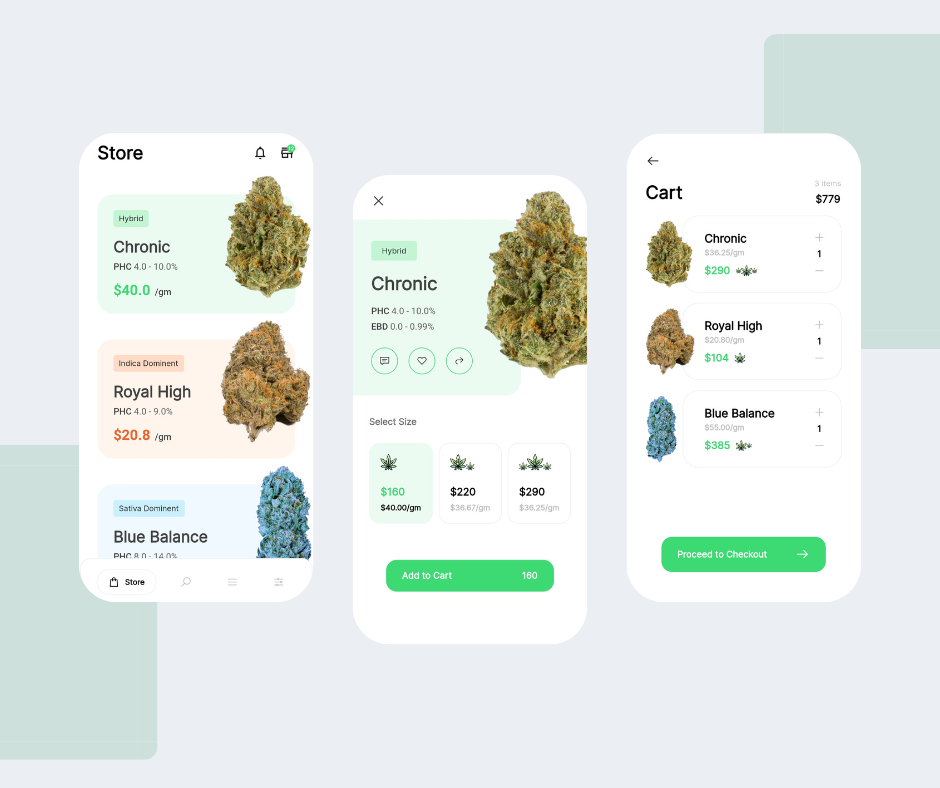 Store
Hybrid
Chronic
PHC 4.0 - 10.0%
$40.0 /gm
Indica Dominent
Royal High
PHC 4.0 - 9.0%
$20.8 /gm
Sativa Dominent
Blue Balance
PHC 8.0 - 14.0%
Store
Hybrid
Chronic
PHC 4.0 - 10.0%
EBD 0.0 - 0.99%
Select Size
$160 $220 $290
$40.00/gm $36.67/gm $36.25/gm
Add to Cart 160
3 items
Cart $779
Chronic
$36.25/gm 1
$290
Royal High
$20.80/gm 1
$104
Blue Balance
$55.00/gm 1
$385
Proceed to Checkout